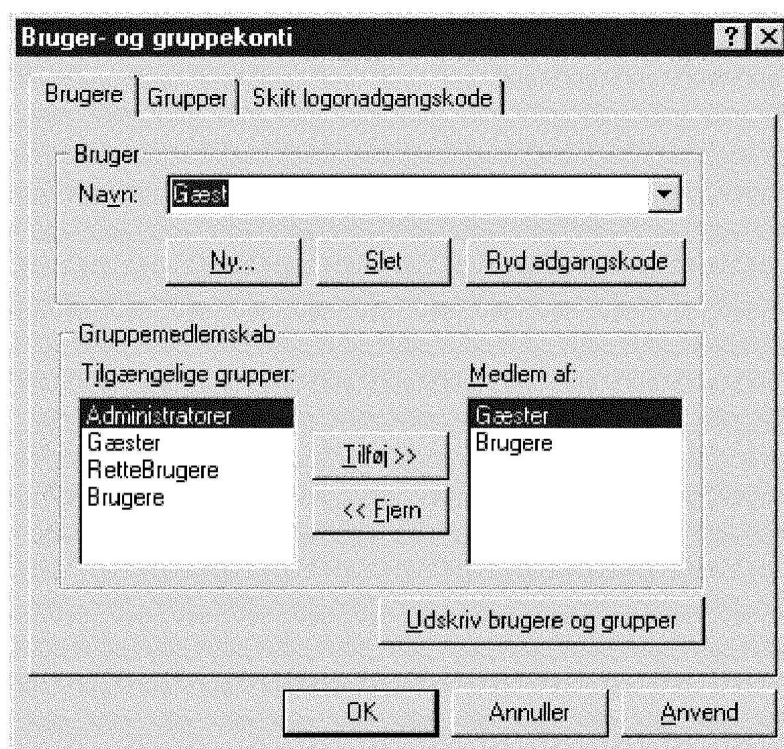 Bruger- og gruppekonti
Brugere Grupper Skift logonadgangskode
Bruger
Navn: Gæst
Ny... Slet Ryd adgangskode
Gruppemedlemskab
Tilgængelige grupper: Medlem af:
Administratorer Gæster
Gæster Brugere
RetteBrugere
Brugere
Tilføj >>
<< Fjern
Udskriv brugere og grupper
OK Annuller Anvend